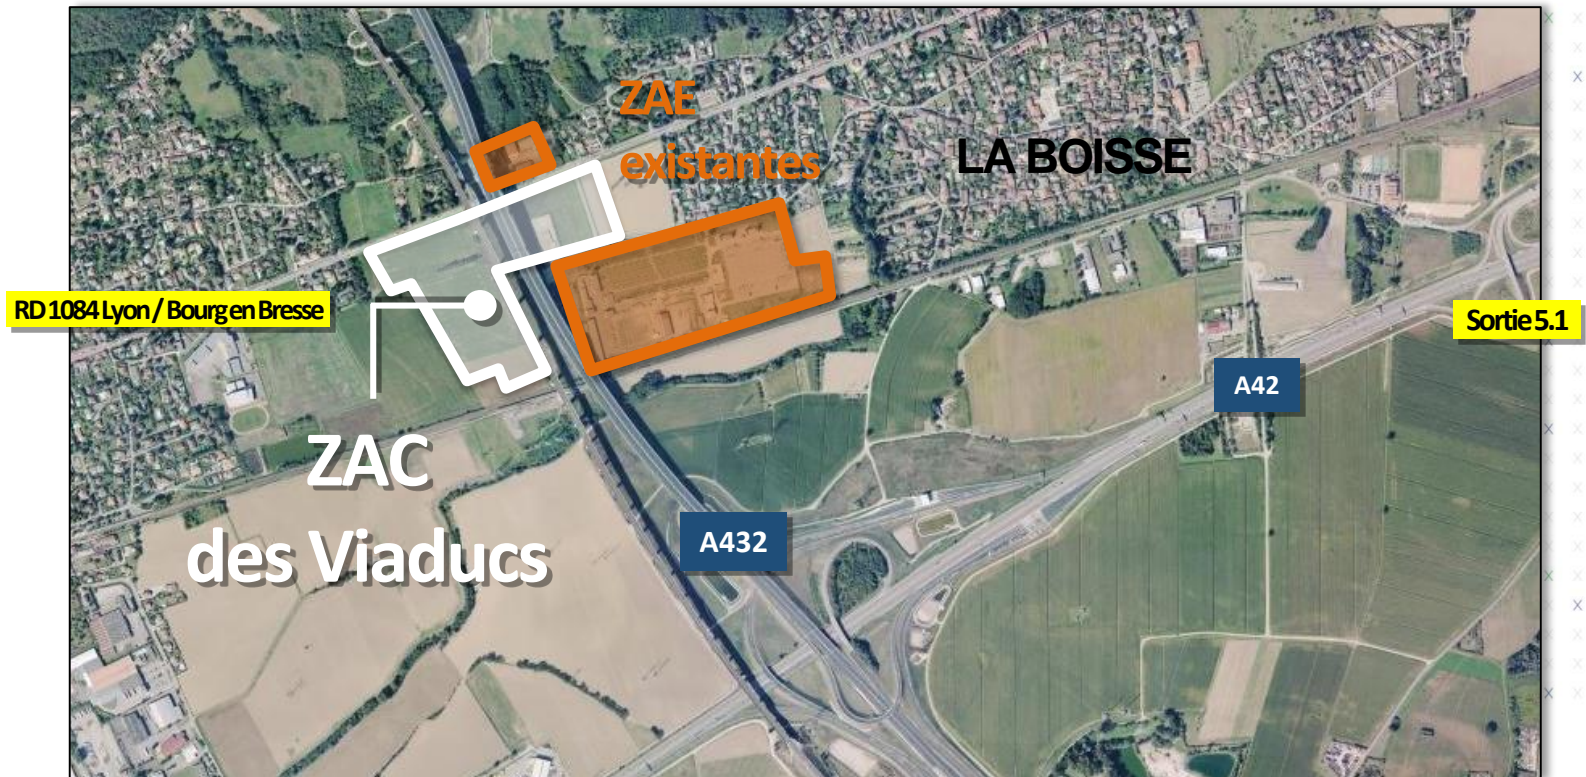 ZAE
existantes
LA BOISSE
RD 1084 Lyon / Bourg en Bresse
Sortie 5.1
A42
ZAC
des Viaducs
A432